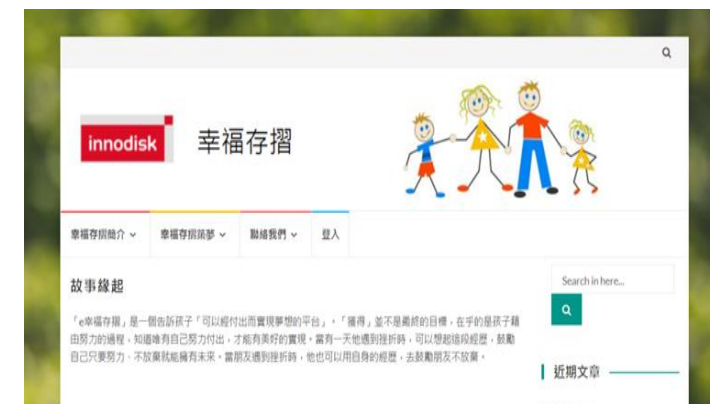 innodisk
幸福存摺
幸福存摺簡介
幸福存摺築夢
聯絡我們
登入
故事緣起
Search in here...
「e幸福存摺」是一個告訴孩子「可以經付出而實現夢想的平台」。「獲得」並不是最終的目標，在乎的是孩子藉
由努力的過程，知道唯有自己努力付出，才能有美好的實現。當有一天他遇到挫折時，可以想起這段經歷，鼓勵
自己只要努力、不放棄就能擁有未來。當朋友遇到挫折時，他也可以用自身的經歷，去鼓勵朋友不放棄。
近期文章